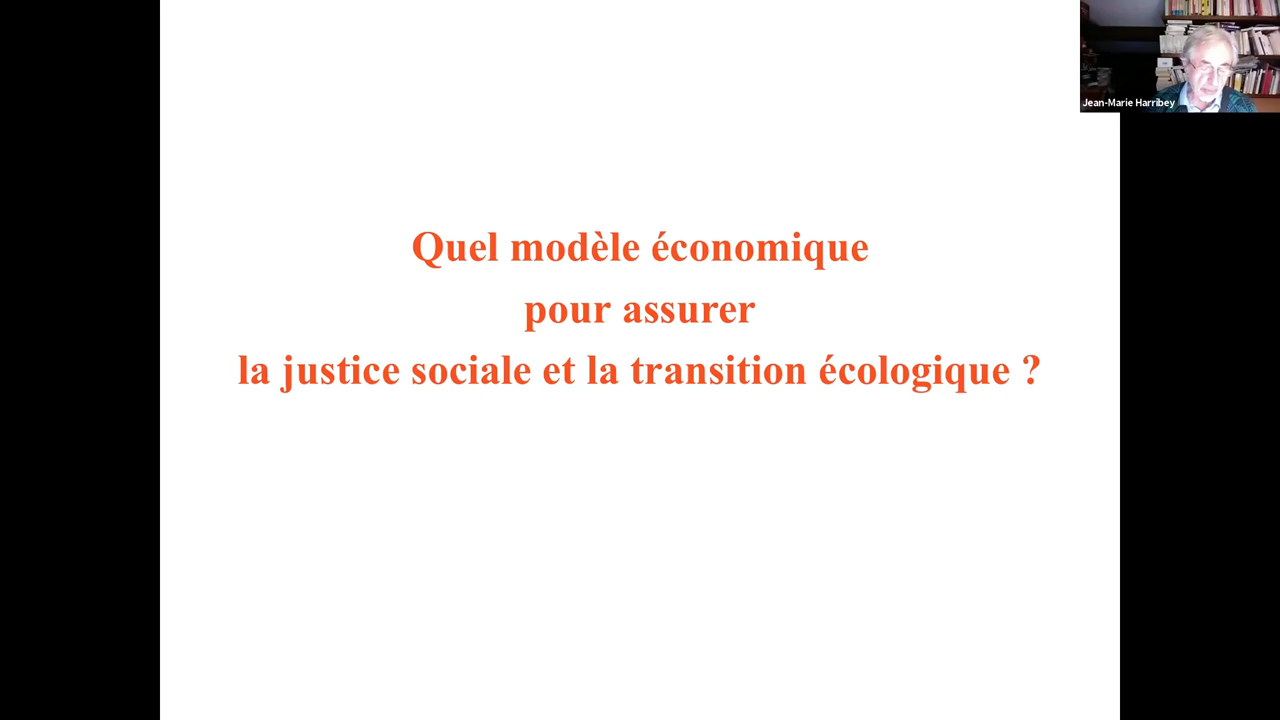 Jean-Marie Harribey
Quel modèle économique
pour assurer
la justice sociale et la transition écologique ?